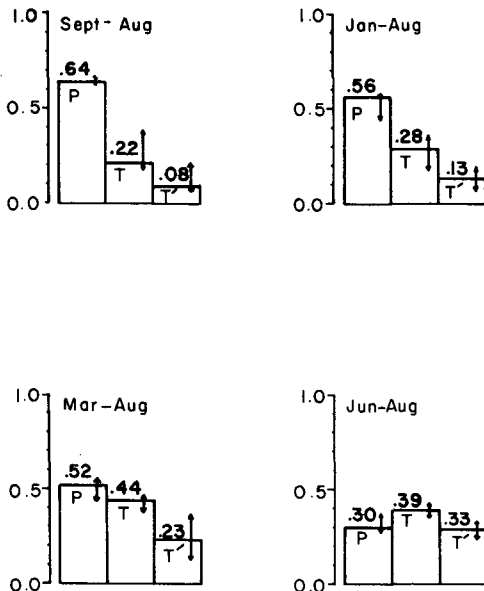 1.0
Sept-Aug
.64
P
0.5
.22
T
.08
T′
0.0
1.0
Jan-Aug
.56
P
0.5
.28
T
.13
T′
0.0
1.0
Mar-Aug
.52
P
0.5
.44
T
.23
T′
0.0
1.0
Jun-Aug
0.5
.30
P
.39
T
.33
T′
0.0